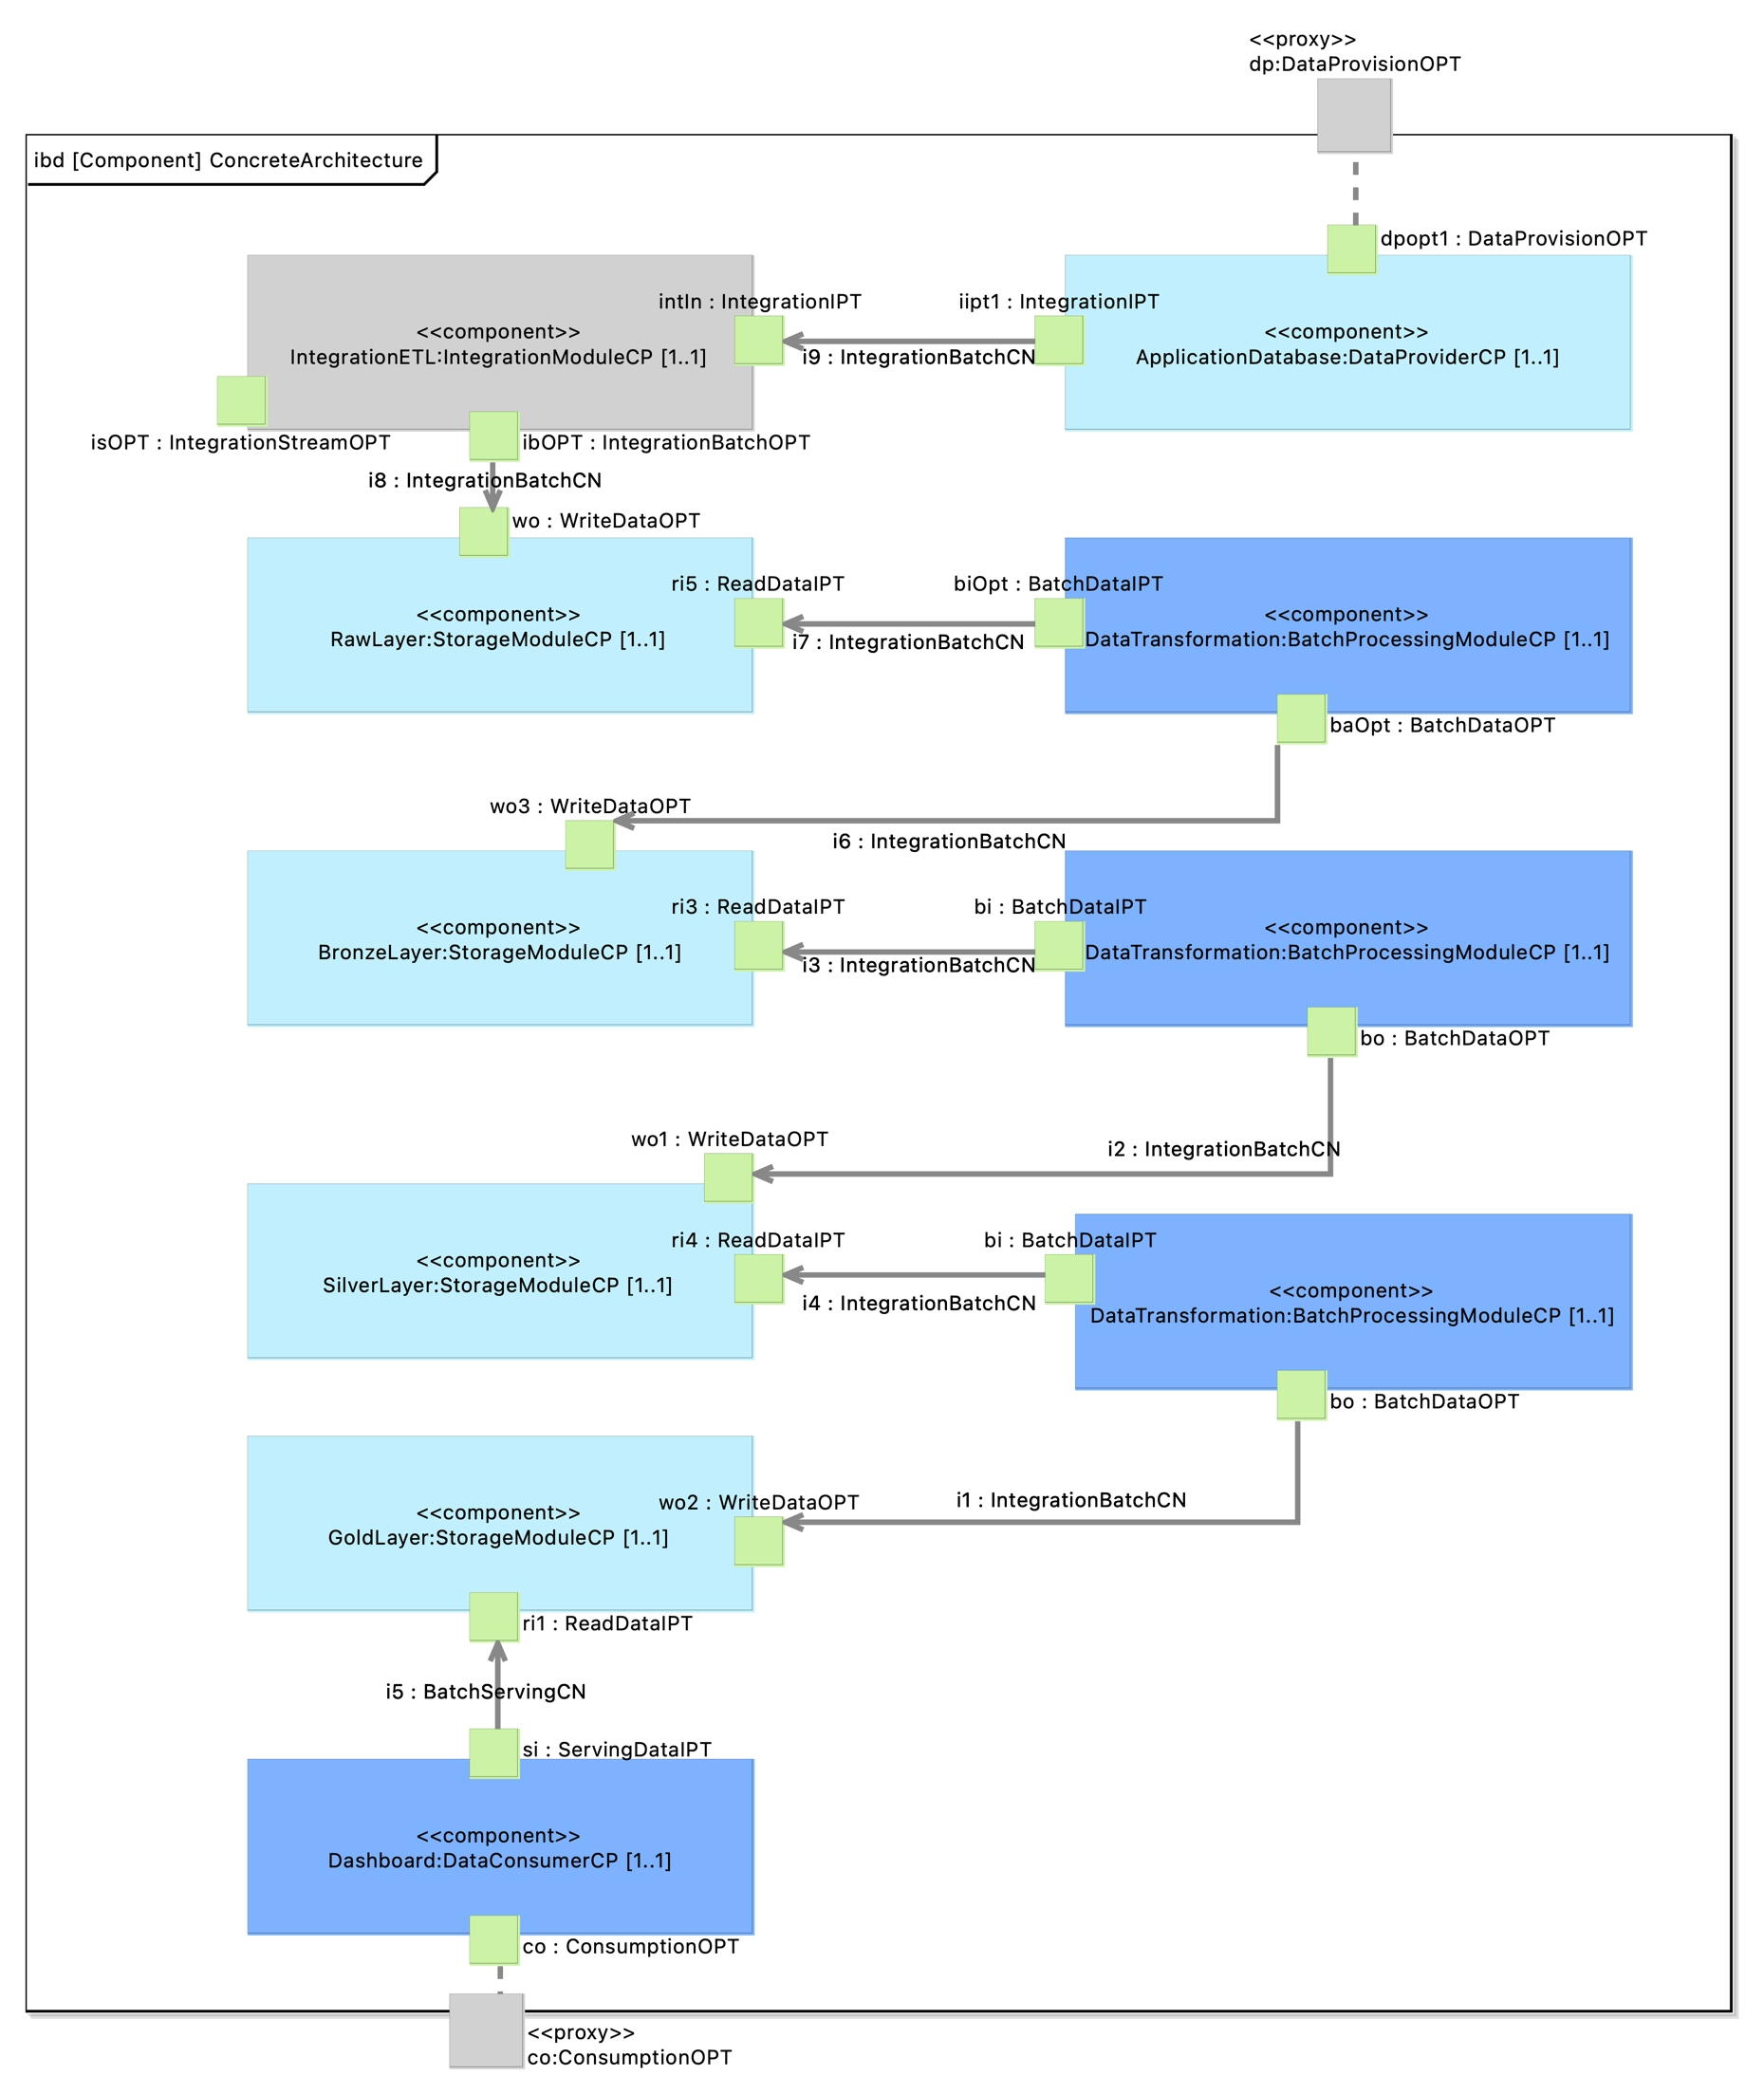 <<proxy>>
dp:DataProvisionOPT
ibd [Component] ConcreteArchitecture
dpopt1 : DataProvisionOPT
intIn : IntegrationIPT
iipt1 : IntegrationIPT
<<component>>
IntegrationETL:IntegrationModuleCP [1..1]
i9 : IntegrationBatchCN
<<component>>
ApplicationDatabase:DataProviderCP [1..1]
isOPT : IntegrationStreamOPT
ibOPT : IntegrationBatchOPT
i8 : IntegrationBatchCN
wo : WriteDataOPT
ri5 : ReadDataIPT
biOpt : BatchDataIPT
<<component>>
RawLayer:StorageModuleCP [1..1]
i7 : IntegrationBatchCN
<<component>>
DataTransformation:BatchProcessingModuleCP [1..1]
baOpt : BatchDataOPT
wo3 : WriteDataOPT
i6 : IntegrationBatchCN
ri3 : ReadDataIPT
bi : BatchDataIPT
<<component>>
BronzeLayer:StorageModuleCP [1..1]
i3 : IntegrationBatchCN
<<component>>
DataTransformation:BatchProcessingModuleCP [1..1]
bo : BatchDataOPT
wo1 : WriteDataOPT
i2 : IntegrationBatchCN
ri4 : ReadDataIPT
bi : BatchDataIPT
<<component>>
SilverLayer:StorageModuleCP [1..1]
i4 : IntegrationBatchCN
<<component>>
DataTransformation:BatchProcessingModuleCP [1..1]
bo : BatchDataOPT
wo2 : WriteDataOPT
i1 : IntegrationBatchCN
<<component>>
GoldLayer:StorageModuleCP [1..1]
ri1 : ReadDataIPT
i5 : BatchServingCN
si : ServingDataIPT
<<component>>
Dashboard:DataConsumerCP [1..1]
co : ConsumptionOPT
<<proxy>>
co:ConsumptionOPT